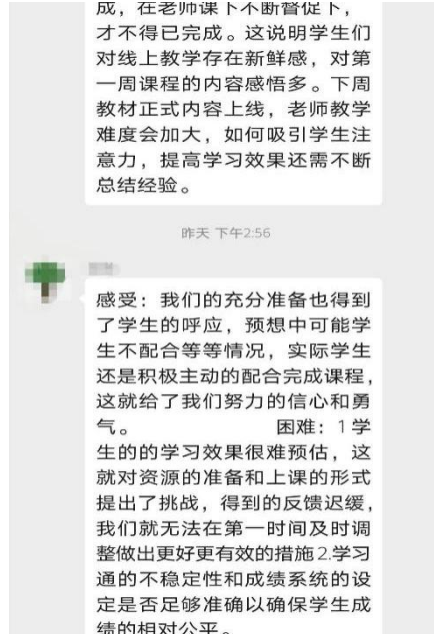 成，在老师课下不断督促下，
才不得已完成。这说明学生们
对线上教学存在新鲜感，对第
一周课程的内容感悟多。下周
教材正式内容上线，老师教学
难度会加大，如何吸引学生注
意力，提高学习效果还需不断
总结经验。
昨天 下午2:56
感受：我们的充分准备也得到
了学生的呼应，预想中可能学
生不配合等等情况，实际学生
还是积极主动的配合完成课程，
这就给了我们努力的信心和勇
气。 困难：1学
生的的学习效果很难预估，这
就对资源的准备和上课的形式
提出了挑战，得到的反馈迟缓，
我们就无法在第一时间及时调
整做出更好更有效的措施2.学习
通的不稳定性和成绩系统的设
定是否足够准确以确保学生成
绩的相对公平。